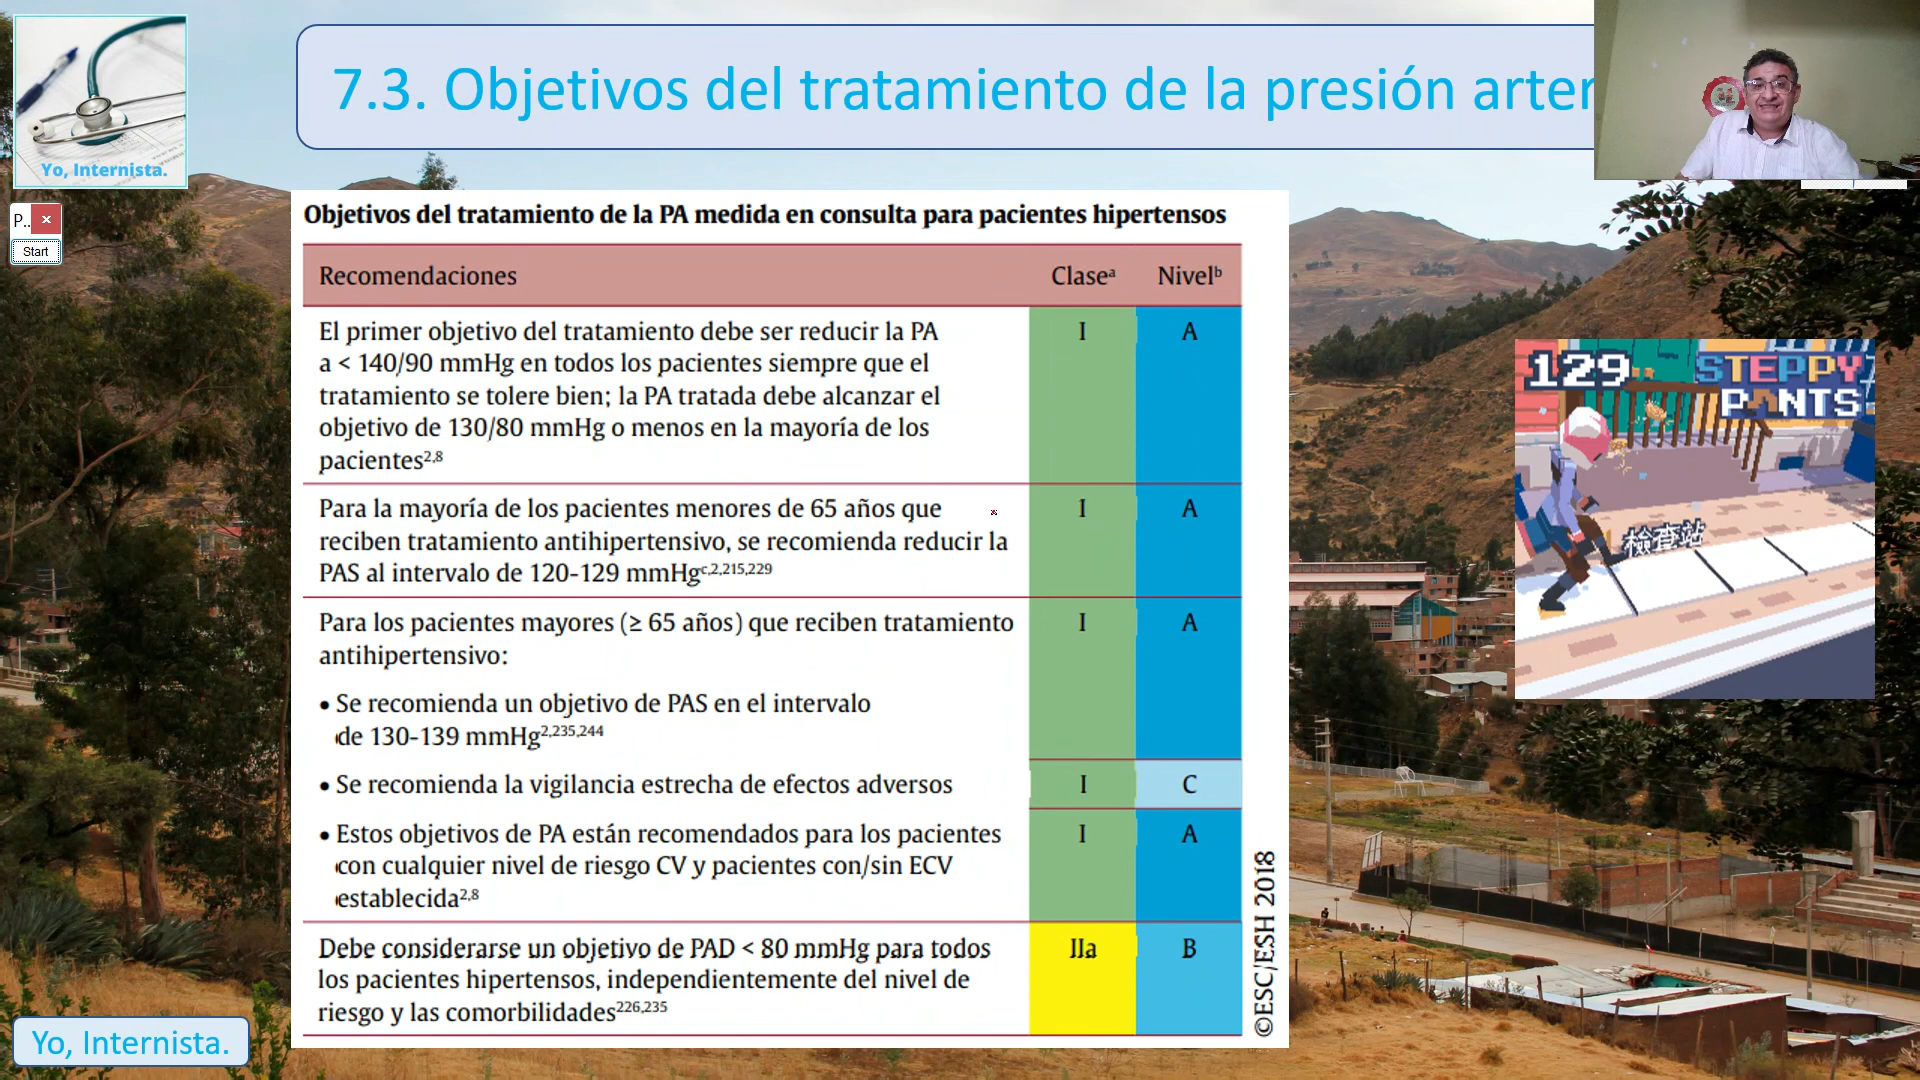 7.3. Objetivos del tratamiento de la presión arter
Yo, Internista.
P..
Start
Objetivos del tratamiento de la PA medida en consulta para pacientes hipertensos
Recomendaciones Claseᵃ Nivelᵇ
El primer objetivo del tratamiento debe ser reducir la PA I A
a < 140/90 mmHg en todos los pacientes siempre que el
tratamiento se tolere bien; la PA tratada debe alcanzar el
objetivo de 130/80 mmHg o menos en la mayoría de los
pacientes²,⁸
Para la mayoría de los pacientes menores de 65 años que I A
reciben tratamiento antihipertensivo, se recomienda reducir la
PAS al intervalo de 120-129 mmHgᶜ,²,²¹⁵,²²⁹
Para los pacientes mayores (≥ 65 años) que reciben tratamiento I A
antihipertensivo:
• Se recomienda un objetivo de PAS en el intervalo
de 130-139 mmHg²,²³⁵,²⁴⁴
• Se recomienda la vigilancia estrecha de efectos adversos I C
• Estos objetivos de PA están recomendados para los pacientes I A
con cualquier nivel de riesgo CV y pacientes con/sin ECV
establecida²,⁸
Debe considerarse un objetivo de PAD < 80 mmHg para todos IIa B
los pacientes hipertensos, independientemente del nivel de
riesgo y las comorbilidades²²⁶,²³⁵
©ESC/ESH 2018
129
STEPPY
PANTS
檢查站
Yo, Internista.